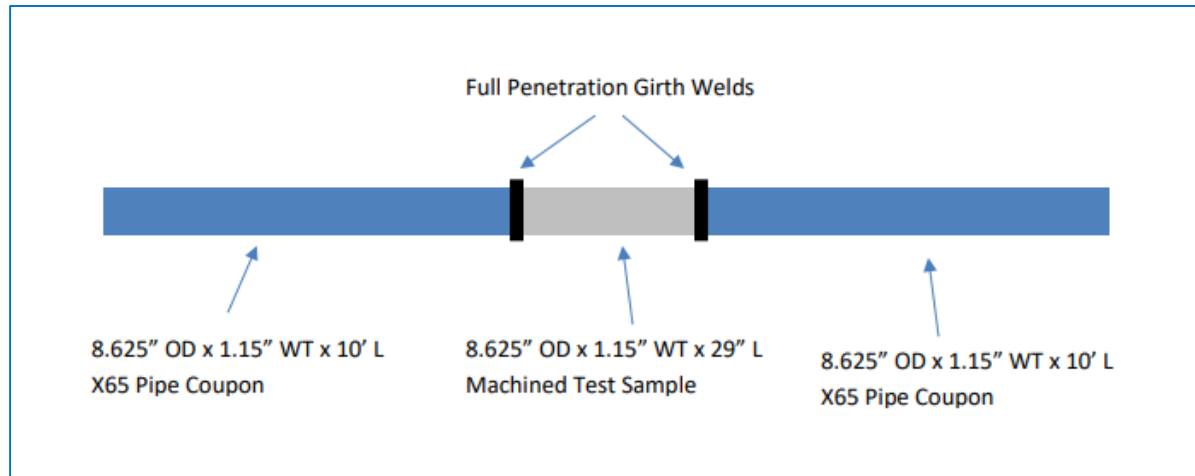 Full Penetration Girth Welds
8.625” OD x 1.15” WT x 10’ L
X65 Pipe Coupon
8.625” OD x 1.15” WT x 29” L
Machined Test Sample
8.625” OD x 1.15” WT x 10’ L
X65 Pipe Coupon